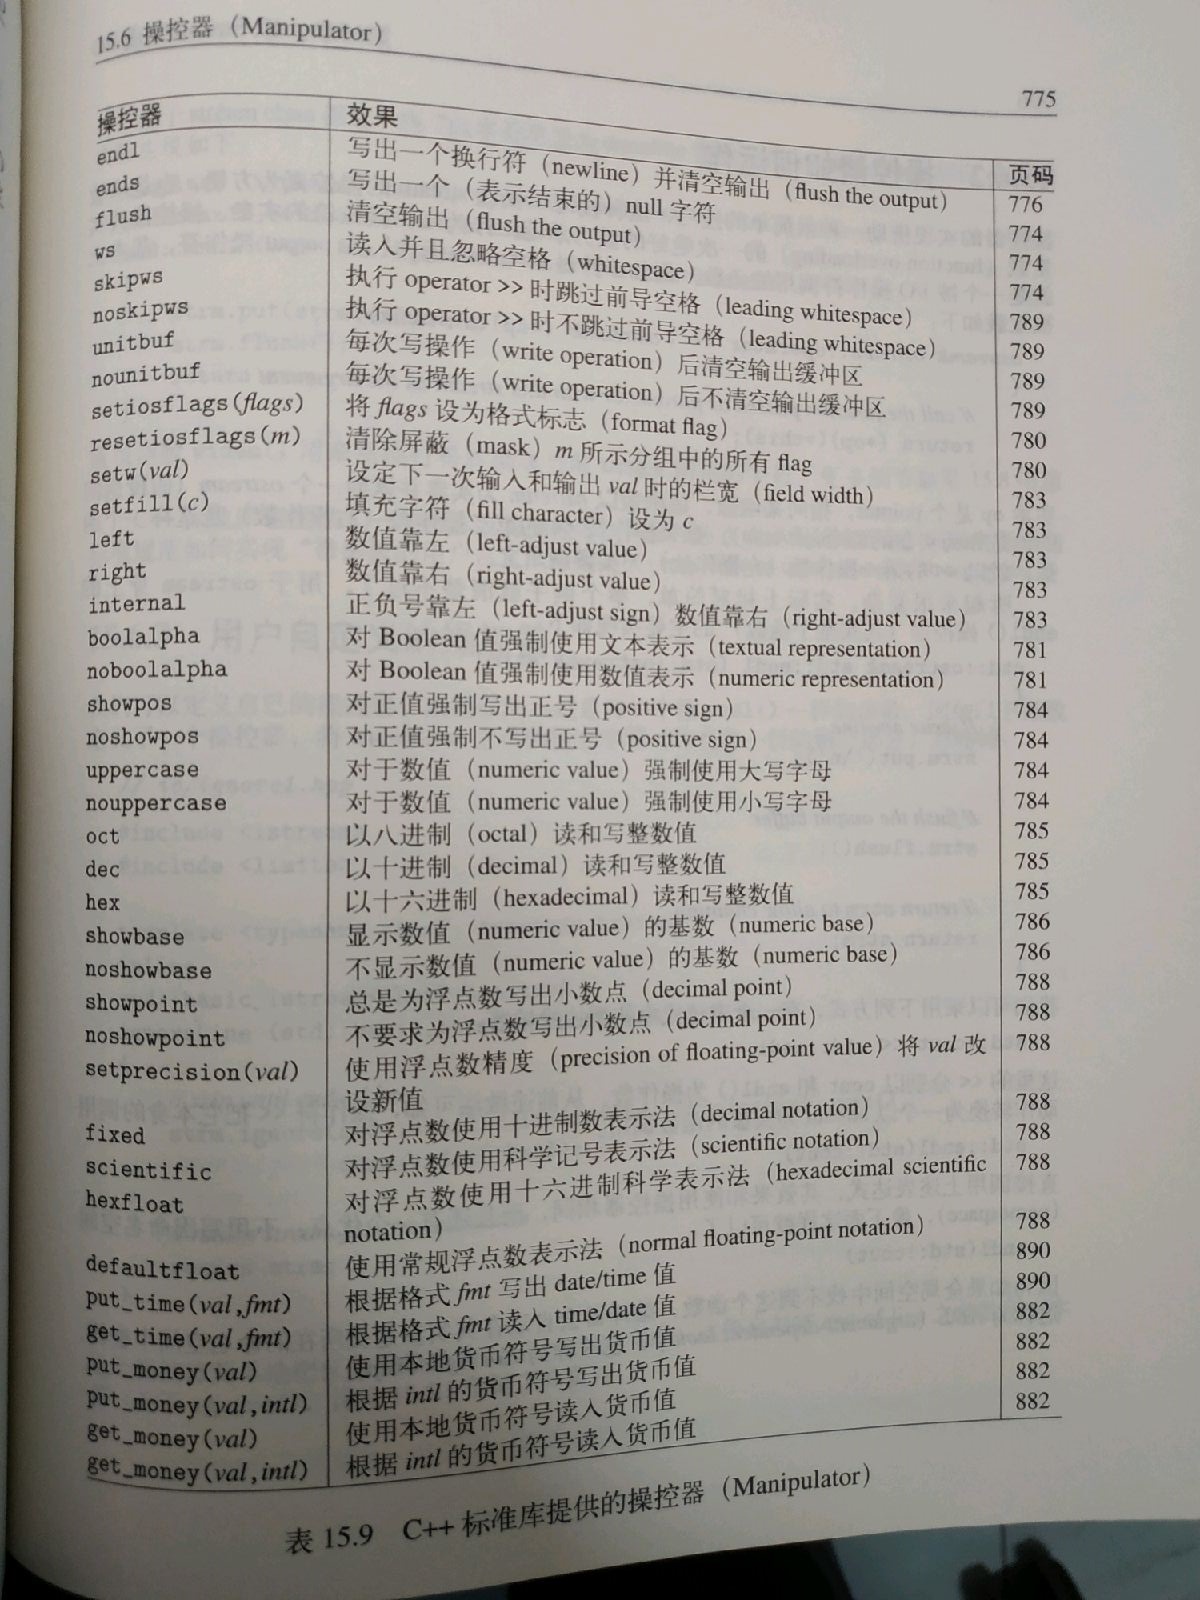 15.6 操控器（Manipulator）
775
操控器 效果 页码
endl 写出一个换行符（newline）并清空输出（flush the output） 776
ends 写出一个（表示结束的）null 字符 774
flush 清空输出（flush the output） 774
ws 读入并且忽略空格（whitespace） 774
skipws 执行 operator >> 时跳过前导空格（leading whitespace） 789
noskipws 执行 operator >> 时不跳过前导空格（leading whitespace） 789
unitbuf 每次写操作（write operation）后清空输出缓冲区 789
nounitbuf 每次写操作（write operation）后不清空输出缓冲区 789
setiosflags(flags) 将 flags 设为格式标志（format flag） 780
resetiosflags(m) 清除屏蔽（mask）m 所示分组中的所有 flag 780
setw(val) 设定下一次输入和输出 val 时的栏宽（field width） 783
setfill(c) 填充字符（fill character）设为 c 783
left 数值靠左（left-adjust value） 783
right 数值靠右（right-adjust value） 783
internal 正负号靠左（left-adjust sign）数值靠右（right-adjust value） 783
boolalpha 对 Boolean 值强制使用文本表示（textual representation） 781
noboolalpha 对 Boolean 值强制使用数值表示（numeric representation） 781
showpos 对正值强制写出正号（positive sign） 784
noshowpos 对正值强制不写出正号（positive sign） 784
uppercase 对于数值（numeric value）强制使用大写字母 784
nouppercase 对于数值（numeric value）强制使用小写字母 784
oct 以八进制（octal）读和写整数值 785
dec 以十进制（decimal）读和写整数值 785
hex 以十六进制（hexadecimal）读和写整数值 785
showbase 显示数值（numeric value）的基数（numeric base） 786
noshowbase 不显示数值（numeric value）的基数（numeric base） 786
showpoint 总是为浮点数写出小数点（decimal point） 788
noshowpoint 不要求为浮点数写出小数点（decimal point） 788
setprecision(val) 使用浮点数精度（precision of floating-point value）将 val 改 788
设新值
fixed 对浮点数使用十进制数表示法（decimal notation） 788
scientific 对浮点数使用科学记号表示法（scientific notation） 788
hexfloat 对浮点数使用十六进制科学表示法（hexadecimal scientific 788
notation）
defaultfloat 使用常规浮点数表示法（normal floating-point notation） 788
put_time(val,fmt) 根据格式 fmt 写出 date/time 值 890
get_time(val,fmt) 根据格式 fmt 读入 time/date 值 890
put_money(val) 使用本地货币符号写出货币值 882
put_money(val,intl) 根据 intl 的货币符号写出货币值 882
get_money(val) 使用本地货币符号读入货币值 882
get_money(val,intl) 根据 intl 的货币符号读入货币值 882
表 15.9 C++ 标准库提供的操控器（Manipulator）